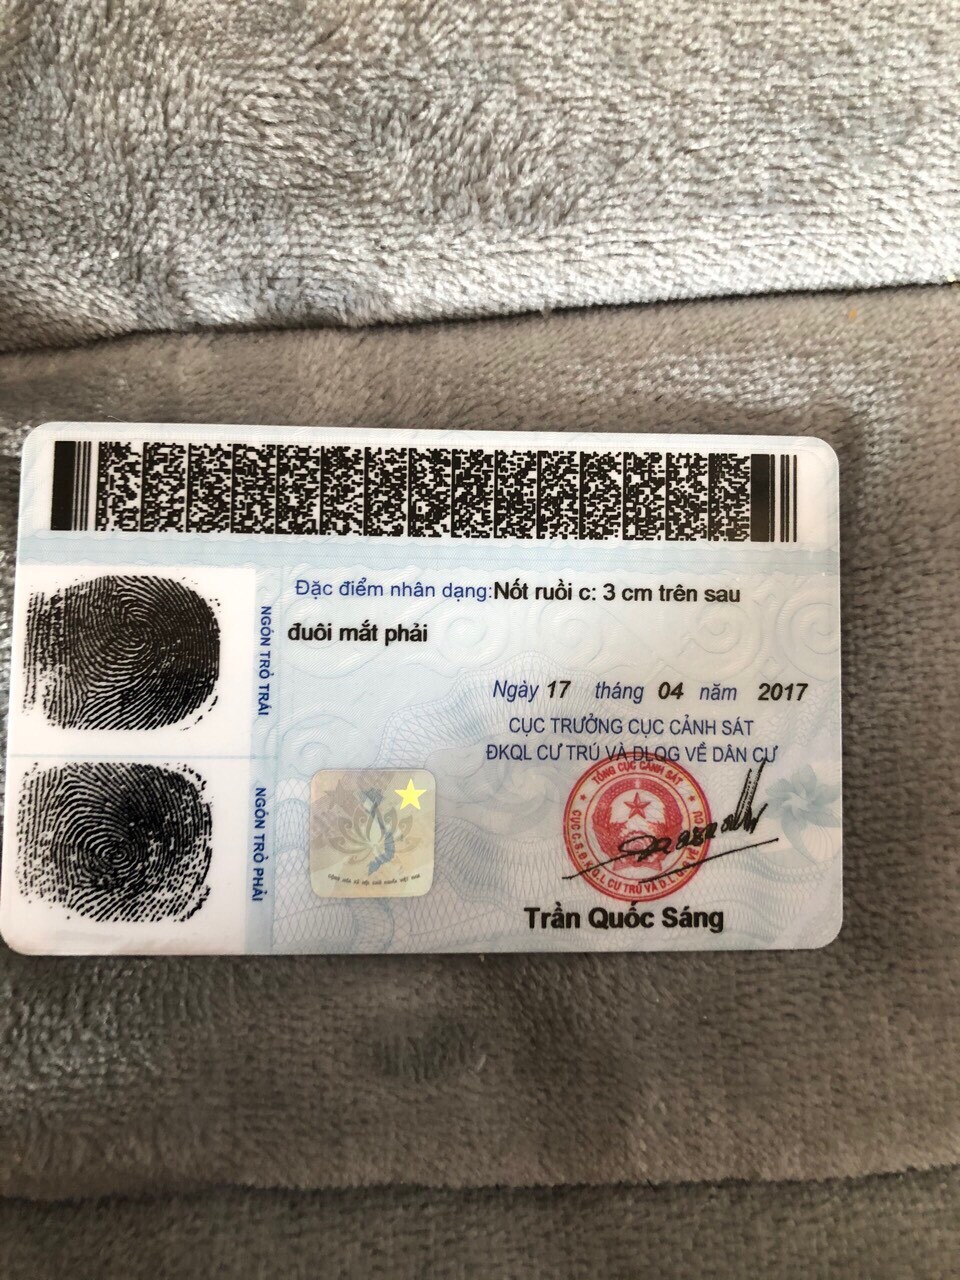 Đặc điểm nhân dạng:Nốt ruồi c: 3 cm trên sau
đuôi mắt phải
NGÓN TRỎ TRÁI
NGÓN TRỎ PHẢI
Ngày 17 tháng 04 năm 2017
CỤC TRƯỞNG CỤC CẢNH SÁT
ĐKQL CƯ TRÚ VÀ DLQG VỀ DÂN CƯ
TỔNG CỤC CẢNH SÁT
Trần Quốc Sáng